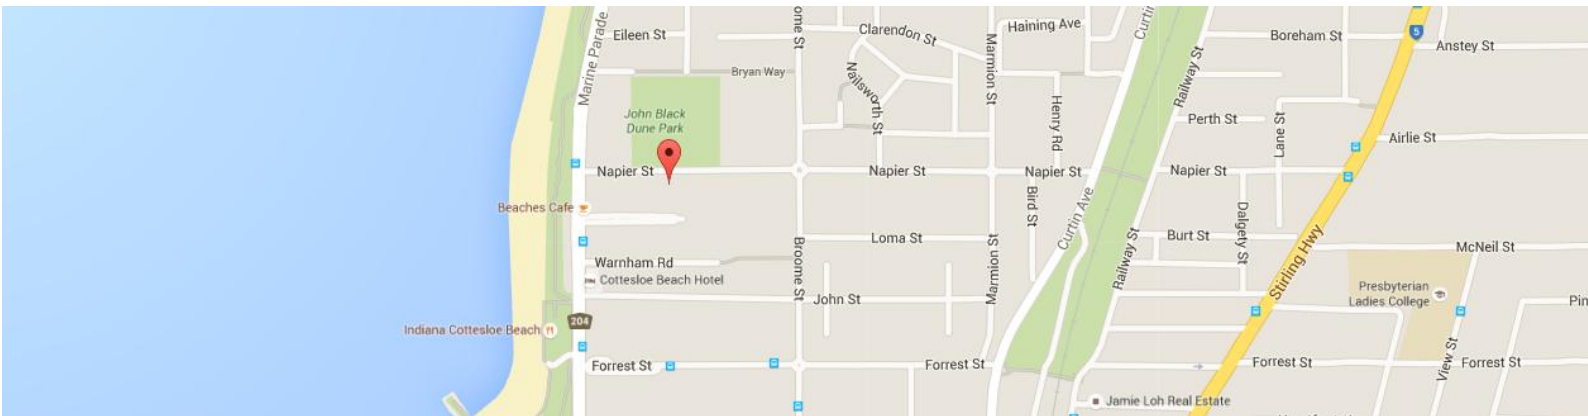 Eileen St
Marine Parade
Bryan Way
John Black
Dune Park
Clarendon St
Nailsworth St
Marmion St
Haining Ave
Henry Rd
Railway St
Boreham St
5
Anstey St
Perth St
Lane St
Airlie St
Napier St
Napier St
Napier St
Napier St
Beaches Cafe
Bird St
Curtin Ave
Dalgety St
Loma St
Burt St
McNeil St
Broome St
Marmion St
Railway St
Stirling Hwy
Warnham Rd
Cottesloe Beach Hotel
John St
Presbyterian
Ladies College
Indiana Cottesloe Beach
204
Forrest St
Forrest St
Forrest St
View St
Forrest St
Jamie Loh Real Estate